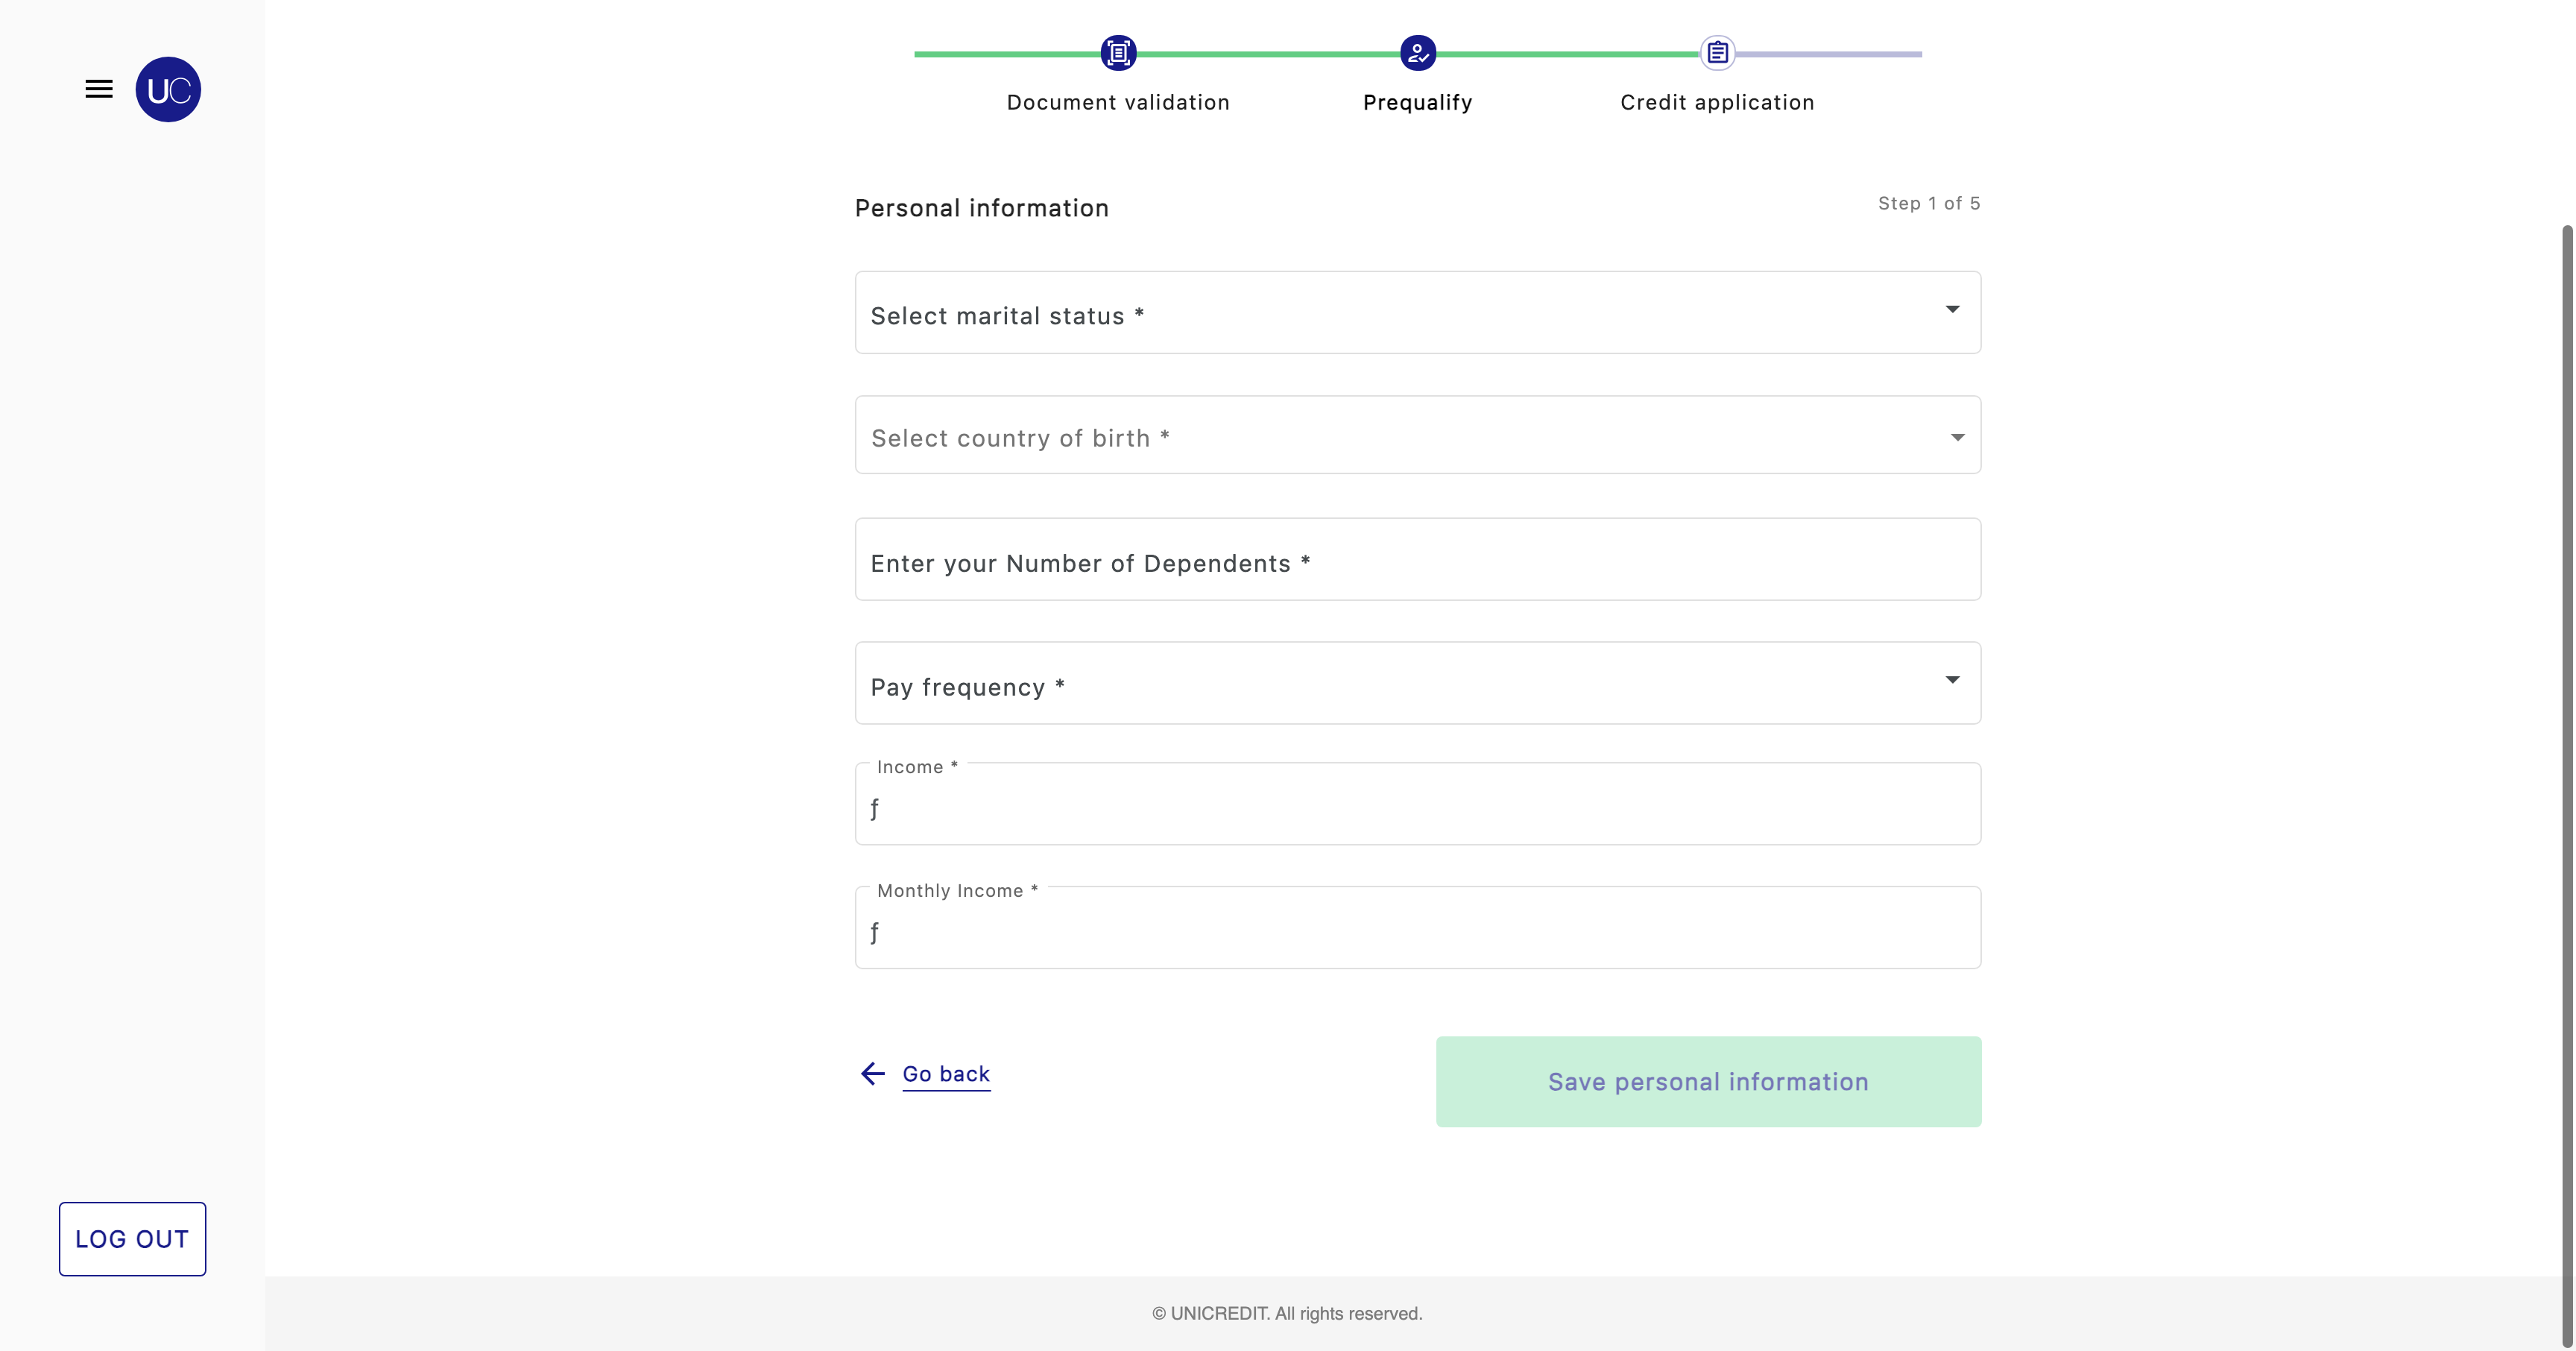 UC
Document validation
Prequalify
Credit application
Personal information
Step 1 of 5
Select marital status *
Select country of birth *
Enter your Number of Dependents *
Pay frequency *
Income *
ƒ
Monthly Income *
ƒ
Go back
Save personal information
LOG OUT
© UNICREDIT. All rights reserved.